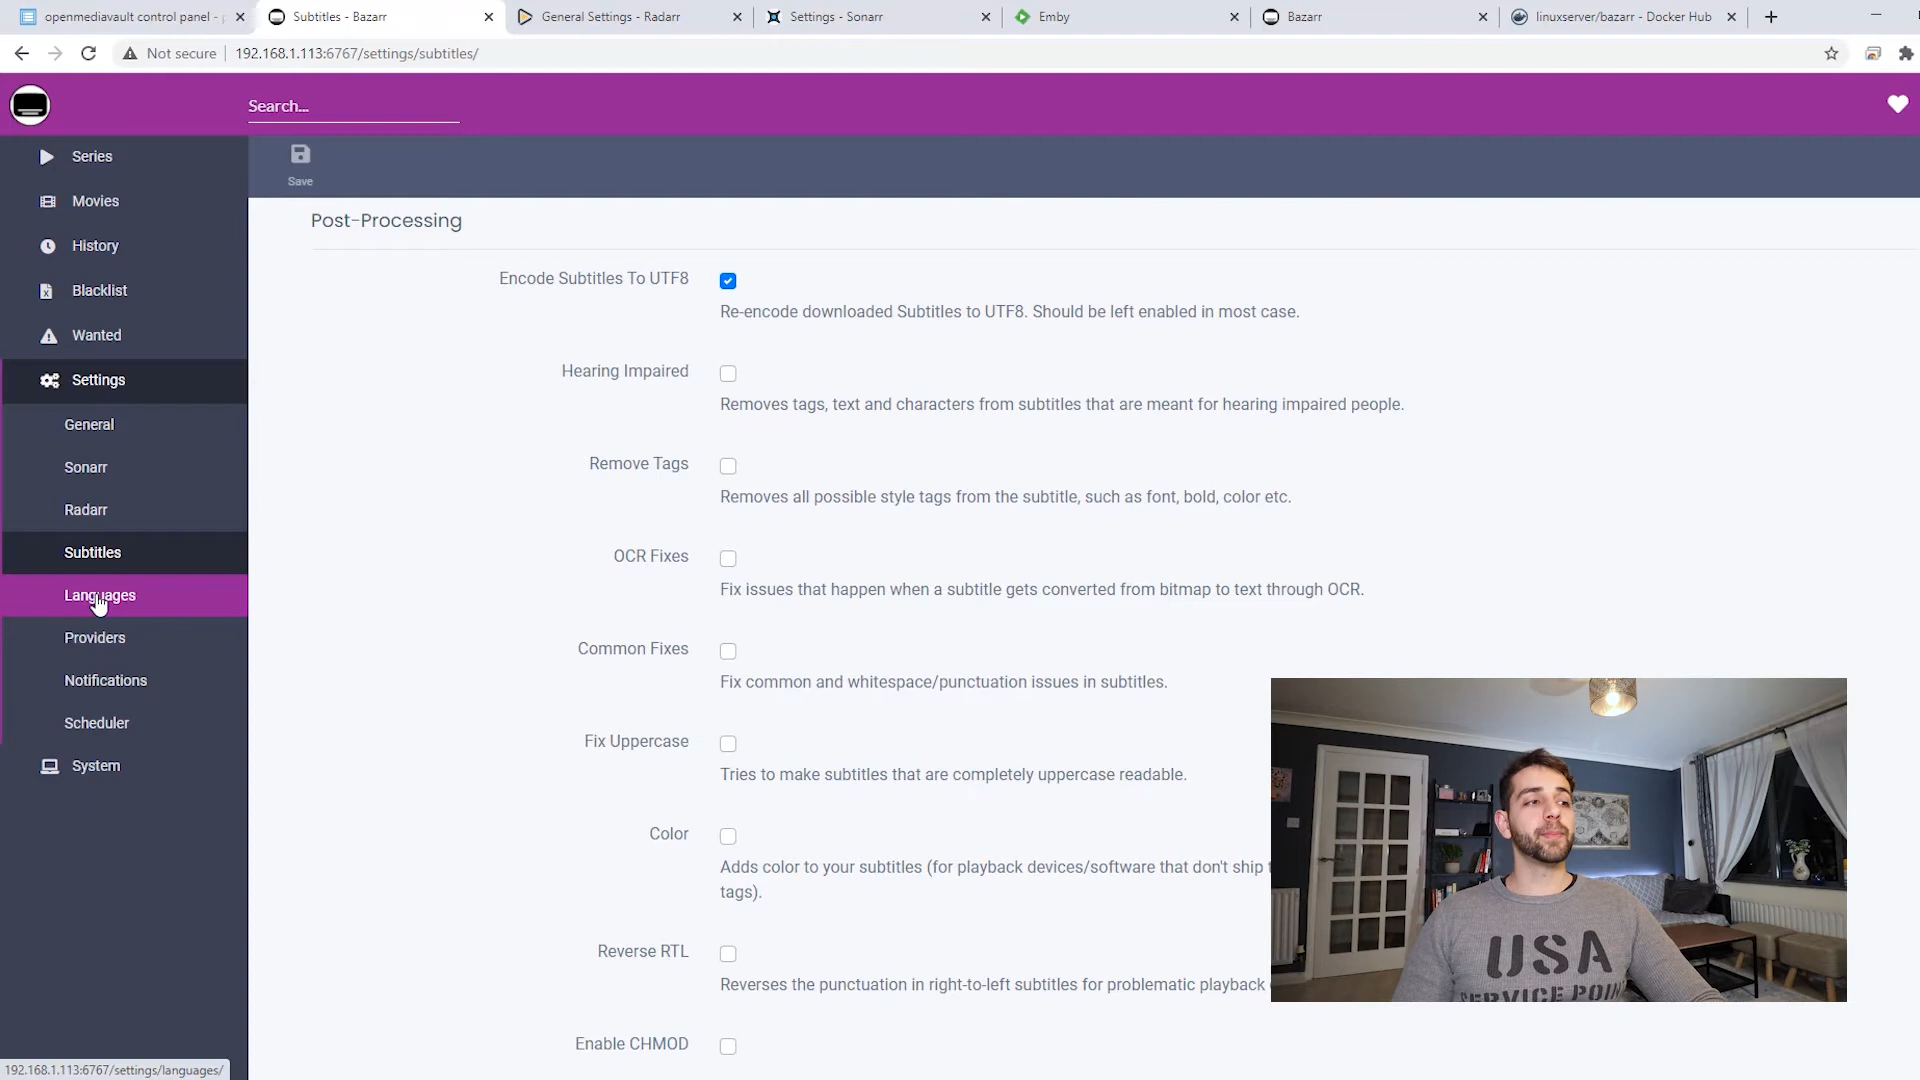 openmediavault control panel -
Subtitles - Bazarr
General Settings - Radarr
Settings - Sonarr
Emby
Bazarr
linuxserver/bazarr - Docker Hub
Not secure
192.168.1.113:6767/settings/subtitles/
Search...
Series
Movies
History
Blacklist
Wanted
Settings
General
Sonarr
Radarr
Subtitles
Languages
Providers
Notifications
Scheduler
System
192.168.1.113:6767/settings/languages/
Save
Post-Processing
Encode Subtitles To UTF8
Re-encode downloaded Subtitles to UTF8. Should be left enabled in most case.
Hearing Impaired
Removes tags, text and characters from subtitles that are meant for hearing impaired people.
Remove Tags
Removes all possible style tags from the subtitle, such as font, bold, color etc.
OCR Fixes
Fix issues that happen when a subtitle gets converted from bitmap to text through OCR.
Common Fixes
Fix common and whitespace/punctuation issues in subtitles.
Fix Uppercase
Tries to make subtitles that are completely uppercase readable.
Color
Adds color to your subtitles (for playback devices/software that don't ship
tags).
Reverse RTL
Reverses the punctuation in right-to-left subtitles for problematic playback
Enable CHMOD
USA
SERVICE POIN